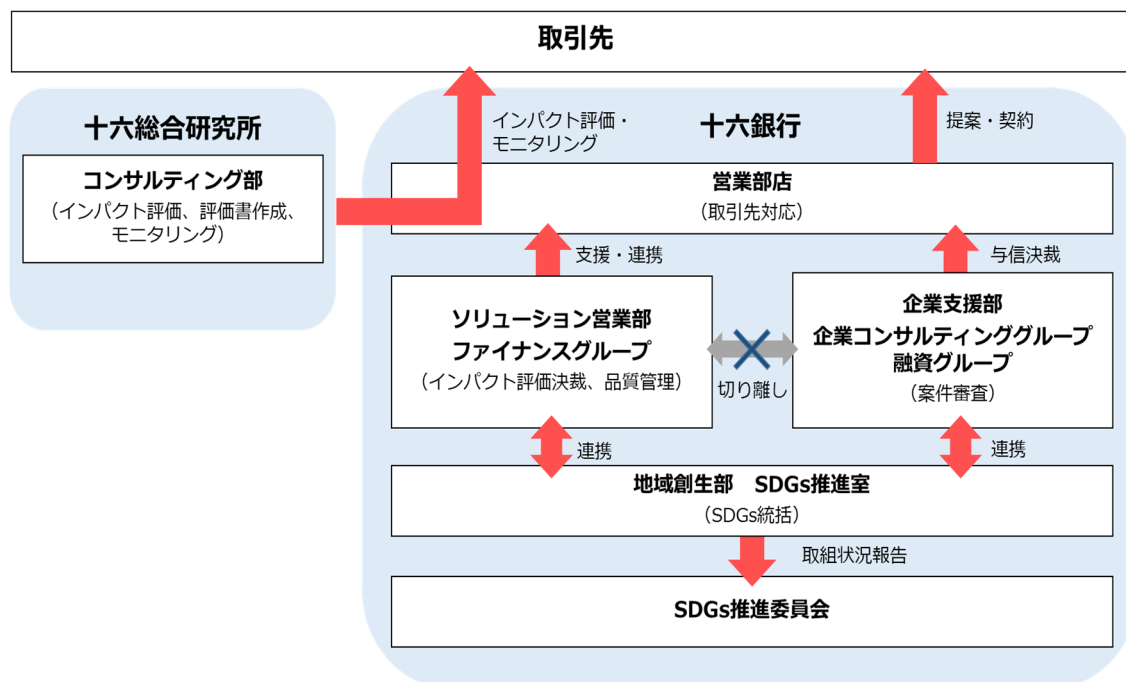 取引先
十六総合研究所
コンサルティング部
（インパクト評価、評価書作成、
モニタリング）
インパクト評価・
モニタリング
十六銀行
提案・契約
営業部店
（取引先対応）
支援・連携
与信決裁
ソリューション営業部
ファイナンスグループ
（インパクト評価決裁、品質管理）
切り離し
企業支援部
企業コンサルティンググループ
融資グループ
（案件審査）
連携
連携
地域創生部　SDGs推進室
（SDGs統括）
取組状況報告
SDGs推進委員会